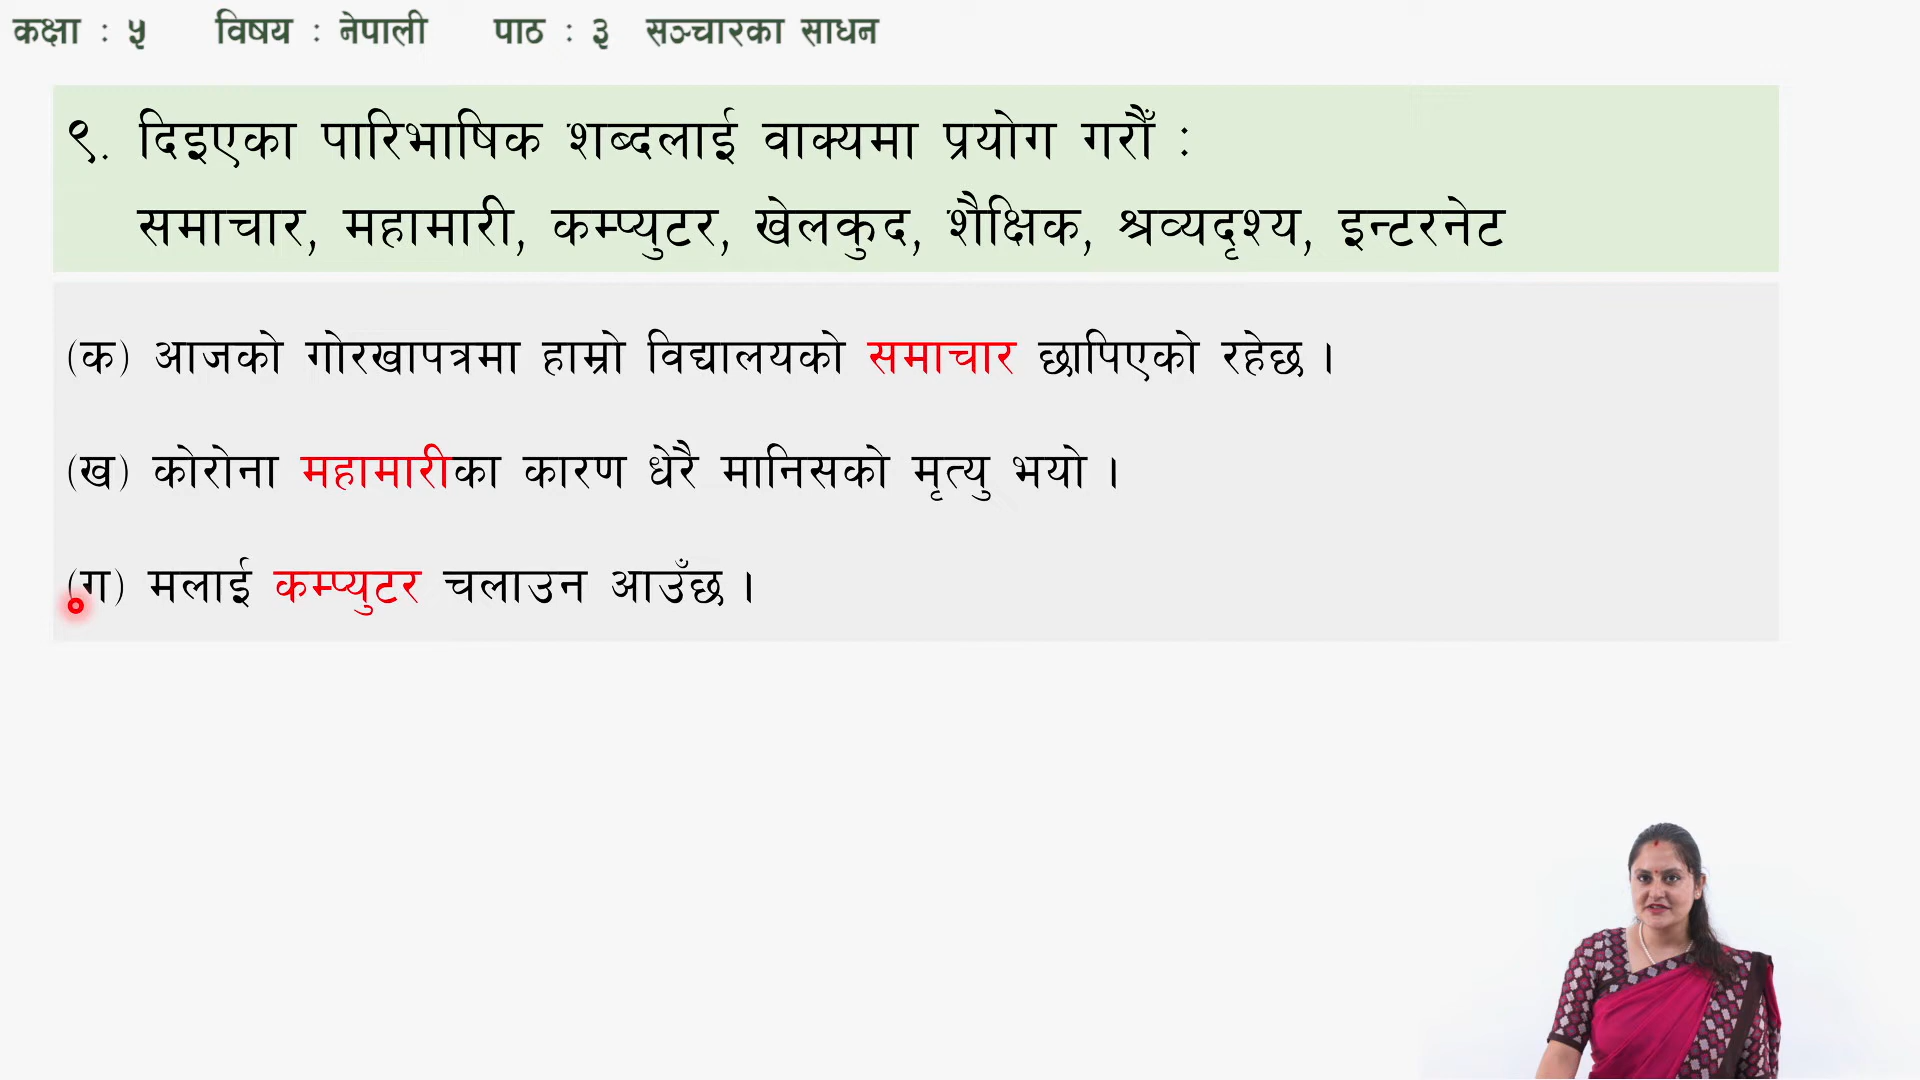 कक्षा : ५ विषय : नेपाली पाठ : ३ सञ्चारका साधन
९. दिइएका पारिभाषिक शब्दलाई वाक्यमा प्रयोग गरौँ :
समाचार, महामारी, कम्प्युटर, खेलकुद, शैक्षिक, श्रव्यदृश्य, इन्टरनेट
(क) आजको गोरखापत्रमा हाम्रो विद्यालयको समाचार छापिएको रहेछ ।
(ख) कोरोना महामारीका कारण धेरै मानिसको मृत्यु भयो ।
(ग) मलाई कम्प्युटर चलाउन आउँछ ।